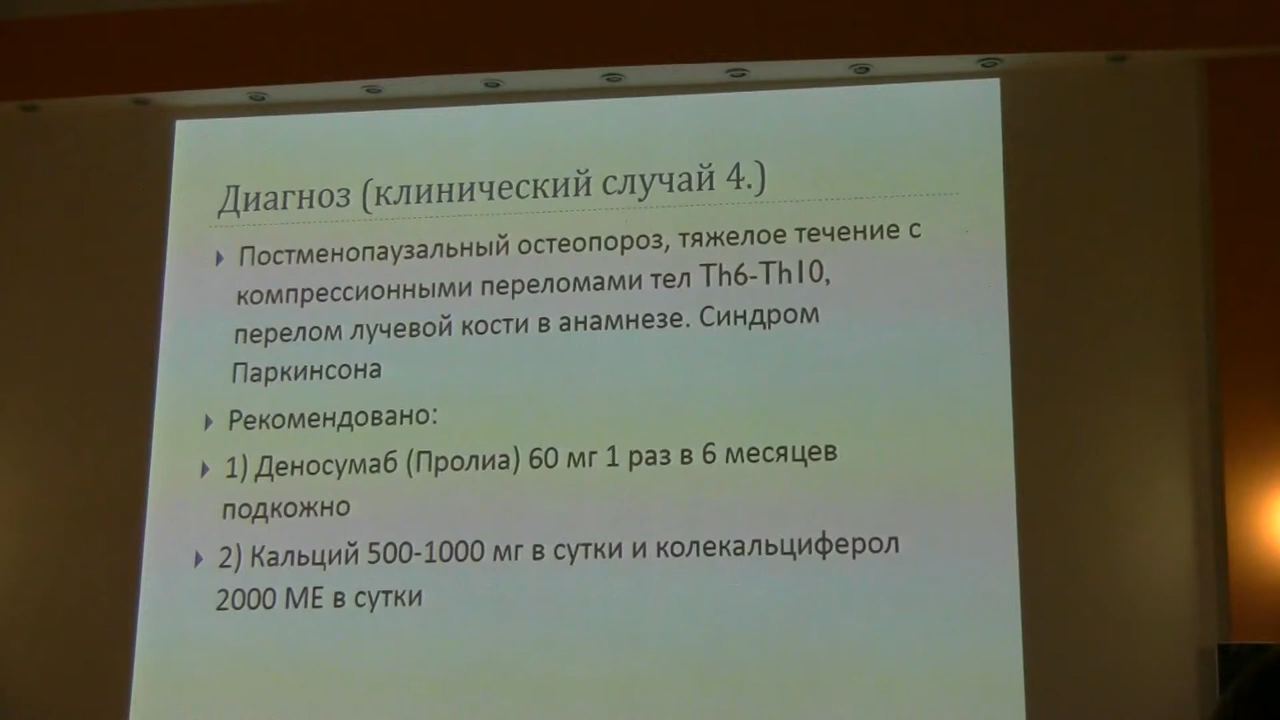 Диагноз (клинический случай 4.)
Постменопаузальный остеопороз, тяжелое течение с
компрессионными переломами тел Th6-Th10,
перелом лучевой кости в анамнезе. Синдром
Паркинсона
Рекомендовано:
1) Деносумаб (Пролиа) 60 мг 1 раз в 6 месяцев
подкожно
2) Кальций 500-1000 мг в сутки и колекальциферол
2000 МЕ в сутки